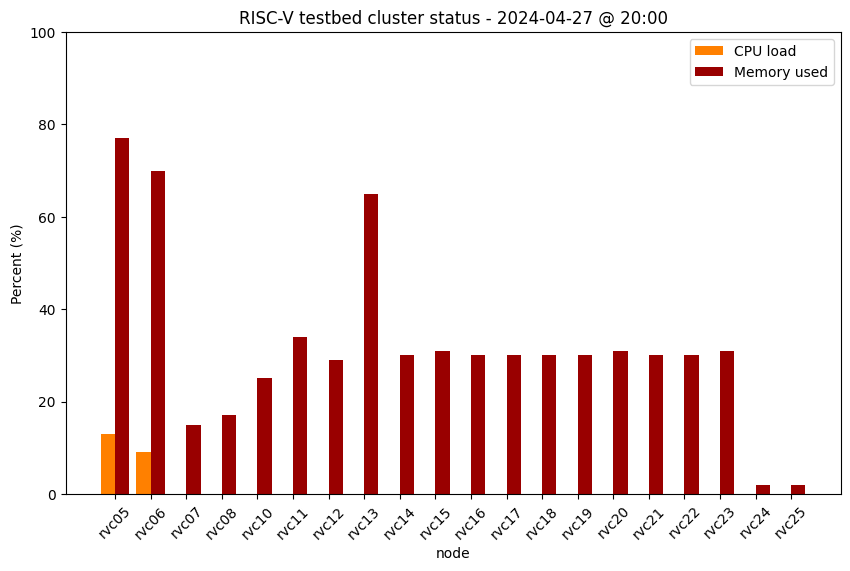 RISC-V testbed cluster status - 2024-04-27 @ 20:00
CPU load
Memory used
Percent (%)
100
80
60
40
20
0
rvc05
rvc06
rvc07
rvc08
rvc10
rvc11
rvc12
rvc13
rvc14
rvc15
rvc16
rvc17
rvc18
rvc19
rvc20
rvc21
rvc22
rvc23
rvc24
rvc25
node